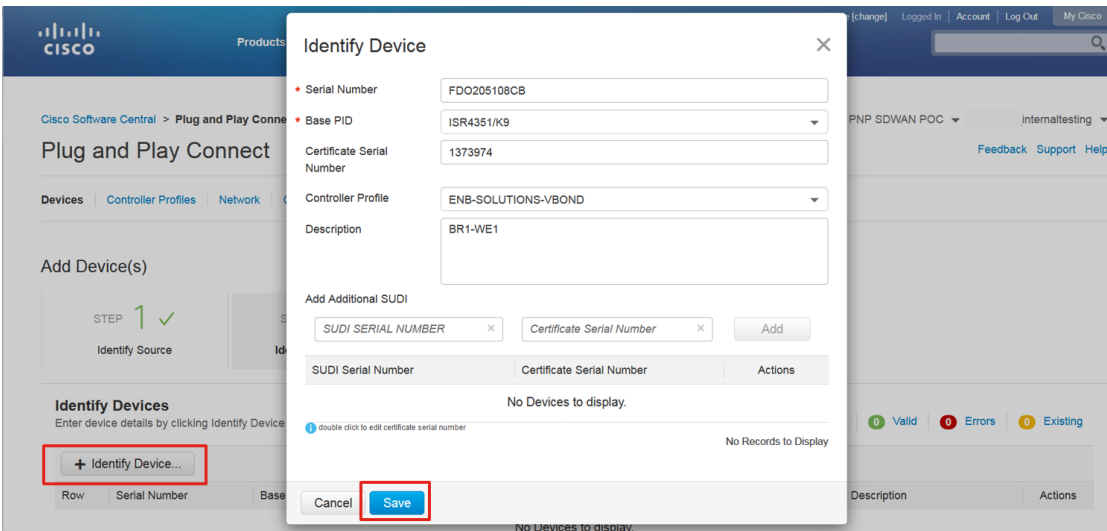 [change] Logged In Account Log Out My Cisco
CISCO
Products
Identify Device
* Serial Number FDO205108CB
Cisco Software Central > Plug and Play Conne
* Base PID ISR4351/K9
PNP SDWAN POC internaltesting
Plug and Play Connect
Certificate Serial Number 1373974
Feedback Support Help
Devices Controller Profiles Network
Controller Profile ENB-SOLUTIONS-VBOND
Description BR1-WE1
Add Device(s)
Add Additional SUDI
STEP 1
Identify Source
SUDI SERIAL NUMBER Certificate Serial Number Add
SUDI Serial Number Certificate Serial Number Actions
No Devices to display.
Identify Devices
Enter device details by clicking Identify Device
double click to edit certificate serial number
No Records to Display
0 Valid 0 Errors 0 Existing
+ Identify Device...
Row Serial Number Base
Description Actions
Cancel Save
No Devices to display.